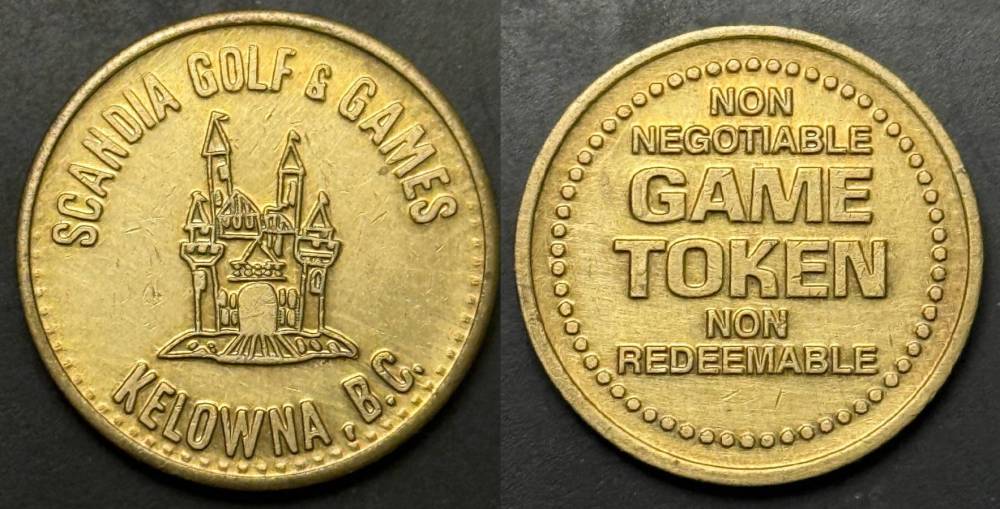 SCANDIA GOLF & GAMES
KELOWNA, B.C.
NON
NEGOTIABLE
GAME
TOKEN
NON
REDEEMABLE